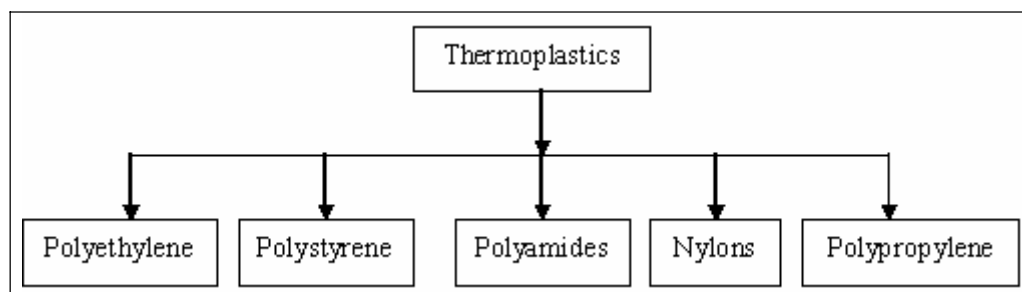 Thermoplastics
Polyethylene
Polystyrene
Polyamides
Nylons
Polypropylene